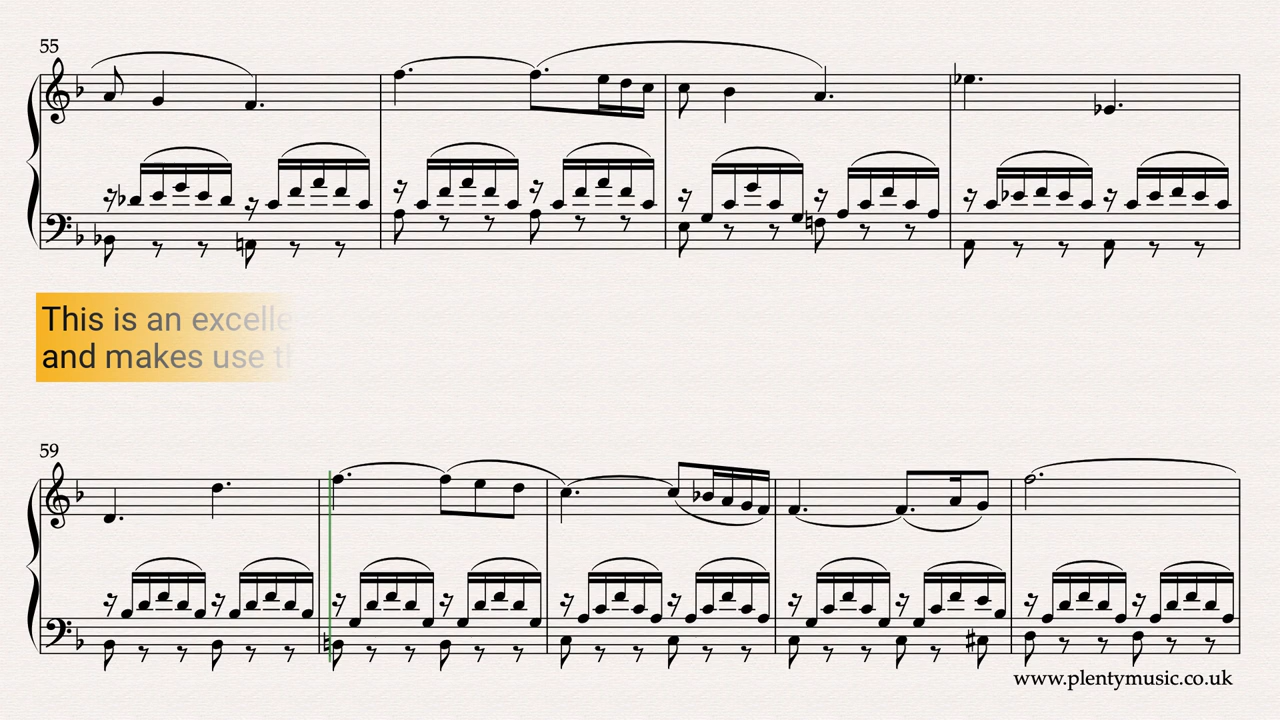 55
This is an excelle
and makes use t
59
www.plentymusic.co.uk